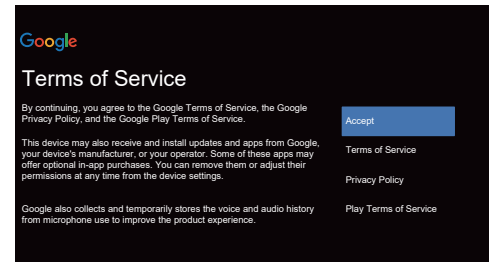 Google
Terms of Service
By continuing, you agree to the Google Terms of Service, the Google
Privacy Policy, and the Google Play Terms of Service.
This device may also receive and install updates and apps from Google,
your device's manufacturer, or your operator. Some of these apps may
offer optional in-app purchases. You can remove them or adjust their
permissions at any time from the device settings.
Google also collects and temporarily stores the voice and audio history
from microphone use to improve the product experience.
Accept
Terms of Service
Privacy Policy
Play Terms of Service